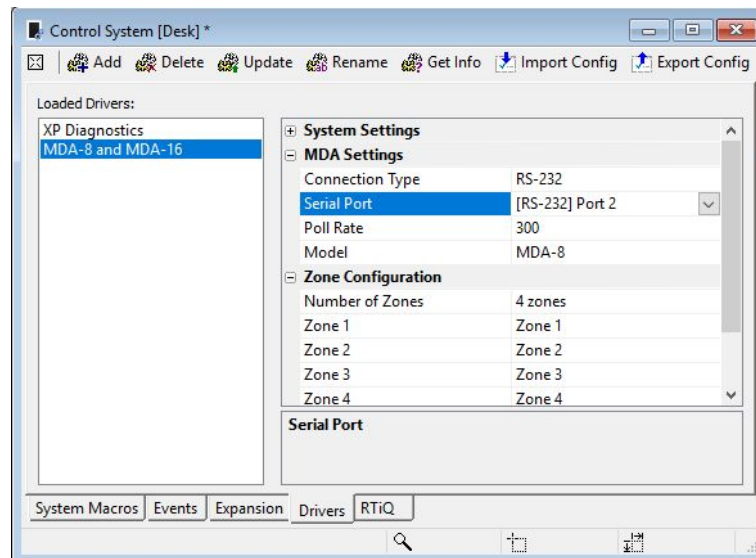 Control System [Desk] *
Add Delete Update Rename Get Info Import Config Export Config
Loaded Drivers:
XP Diagnostics
MDA-8 and MDA-16
System Settings
MDA Settings
Connection Type RS-232
Serial Port [RS-232] Port 2
Poll Rate 300
Model MDA-8
Zone Configuration
Number of Zones 4 zones
Zone 1 Zone 1
Zone 2 Zone 2
Zone 3 Zone 3
Zone 4 Zone 4
Serial Port
System Macros Events Expansion Drivers RTiQ